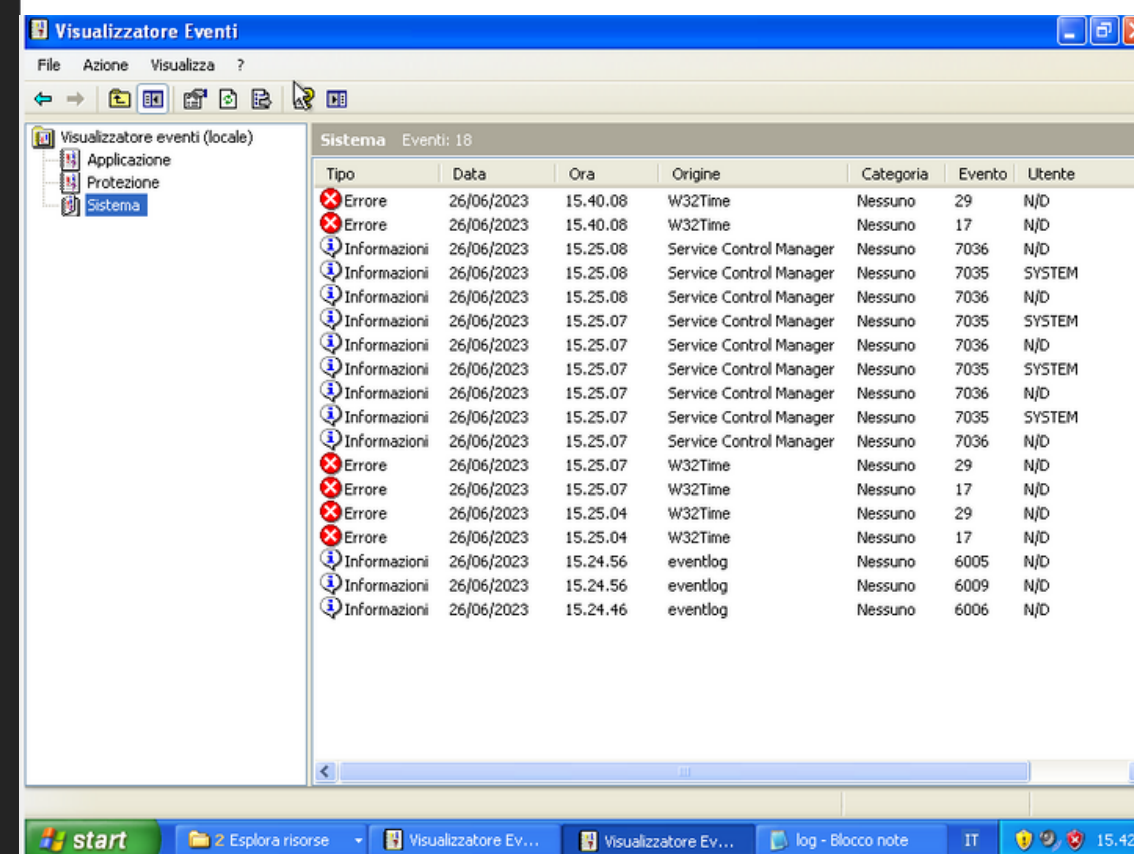 Visualizzatore Eventi
File Azione Visualizza ?
Visualizzatore eventi (locale)
Applicazione
Protezione
Sistema
Sistema Eventi: 18
Tipo Data Ora Origine Categoria Evento Utente
Errore 26/06/2023 15.40.08 W32Time Nessuno 29 N/D
Errore 26/06/2023 15.40.08 W32Time Nessuno 17 N/D
Informazioni 26/06/2023 15.25.08 Service Control Manager Nessuno 7036 N/D
Informazioni 26/06/2023 15.25.08 Service Control Manager Nessuno 7035 SYSTEM
Informazioni 26/06/2023 15.25.08 Service Control Manager Nessuno 7036 N/D
Informazioni 26/06/2023 15.25.07 Service Control Manager Nessuno 7035 SYSTEM
Informazioni 26/06/2023 15.25.07 Service Control Manager Nessuno 7036 N/D
Informazioni 26/06/2023 15.25.07 Service Control Manager Nessuno 7035 SYSTEM
Informazioni 26/06/2023 15.25.07 Service Control Manager Nessuno 7036 N/D
Informazioni 26/06/2023 15.25.07 Service Control Manager Nessuno 7035 SYSTEM
Informazioni 26/06/2023 15.25.07 Service Control Manager Nessuno 7036 N/D
Errore 26/06/2023 15.25.07 W32Time Nessuno 29 N/D
Errore 26/06/2023 15.25.07 W32Time Nessuno 17 N/D
Errore 26/06/2023 15.25.04 W32Time Nessuno 29 N/D
Errore 26/06/2023 15.25.04 W32Time Nessuno 17 N/D
Informazioni 26/06/2023 15.24.56 eventlog Nessuno 6005 N/D
Informazioni 26/06/2023 15.24.56 eventlog Nessuno 6009 N/D
Informazioni 26/06/2023 15.24.46 eventlog Nessuno 6006 N/D
start 2 Esplora risorse Visualizzatore Ev... Visualizzatore Ev... log - Blocco note IT 15.42